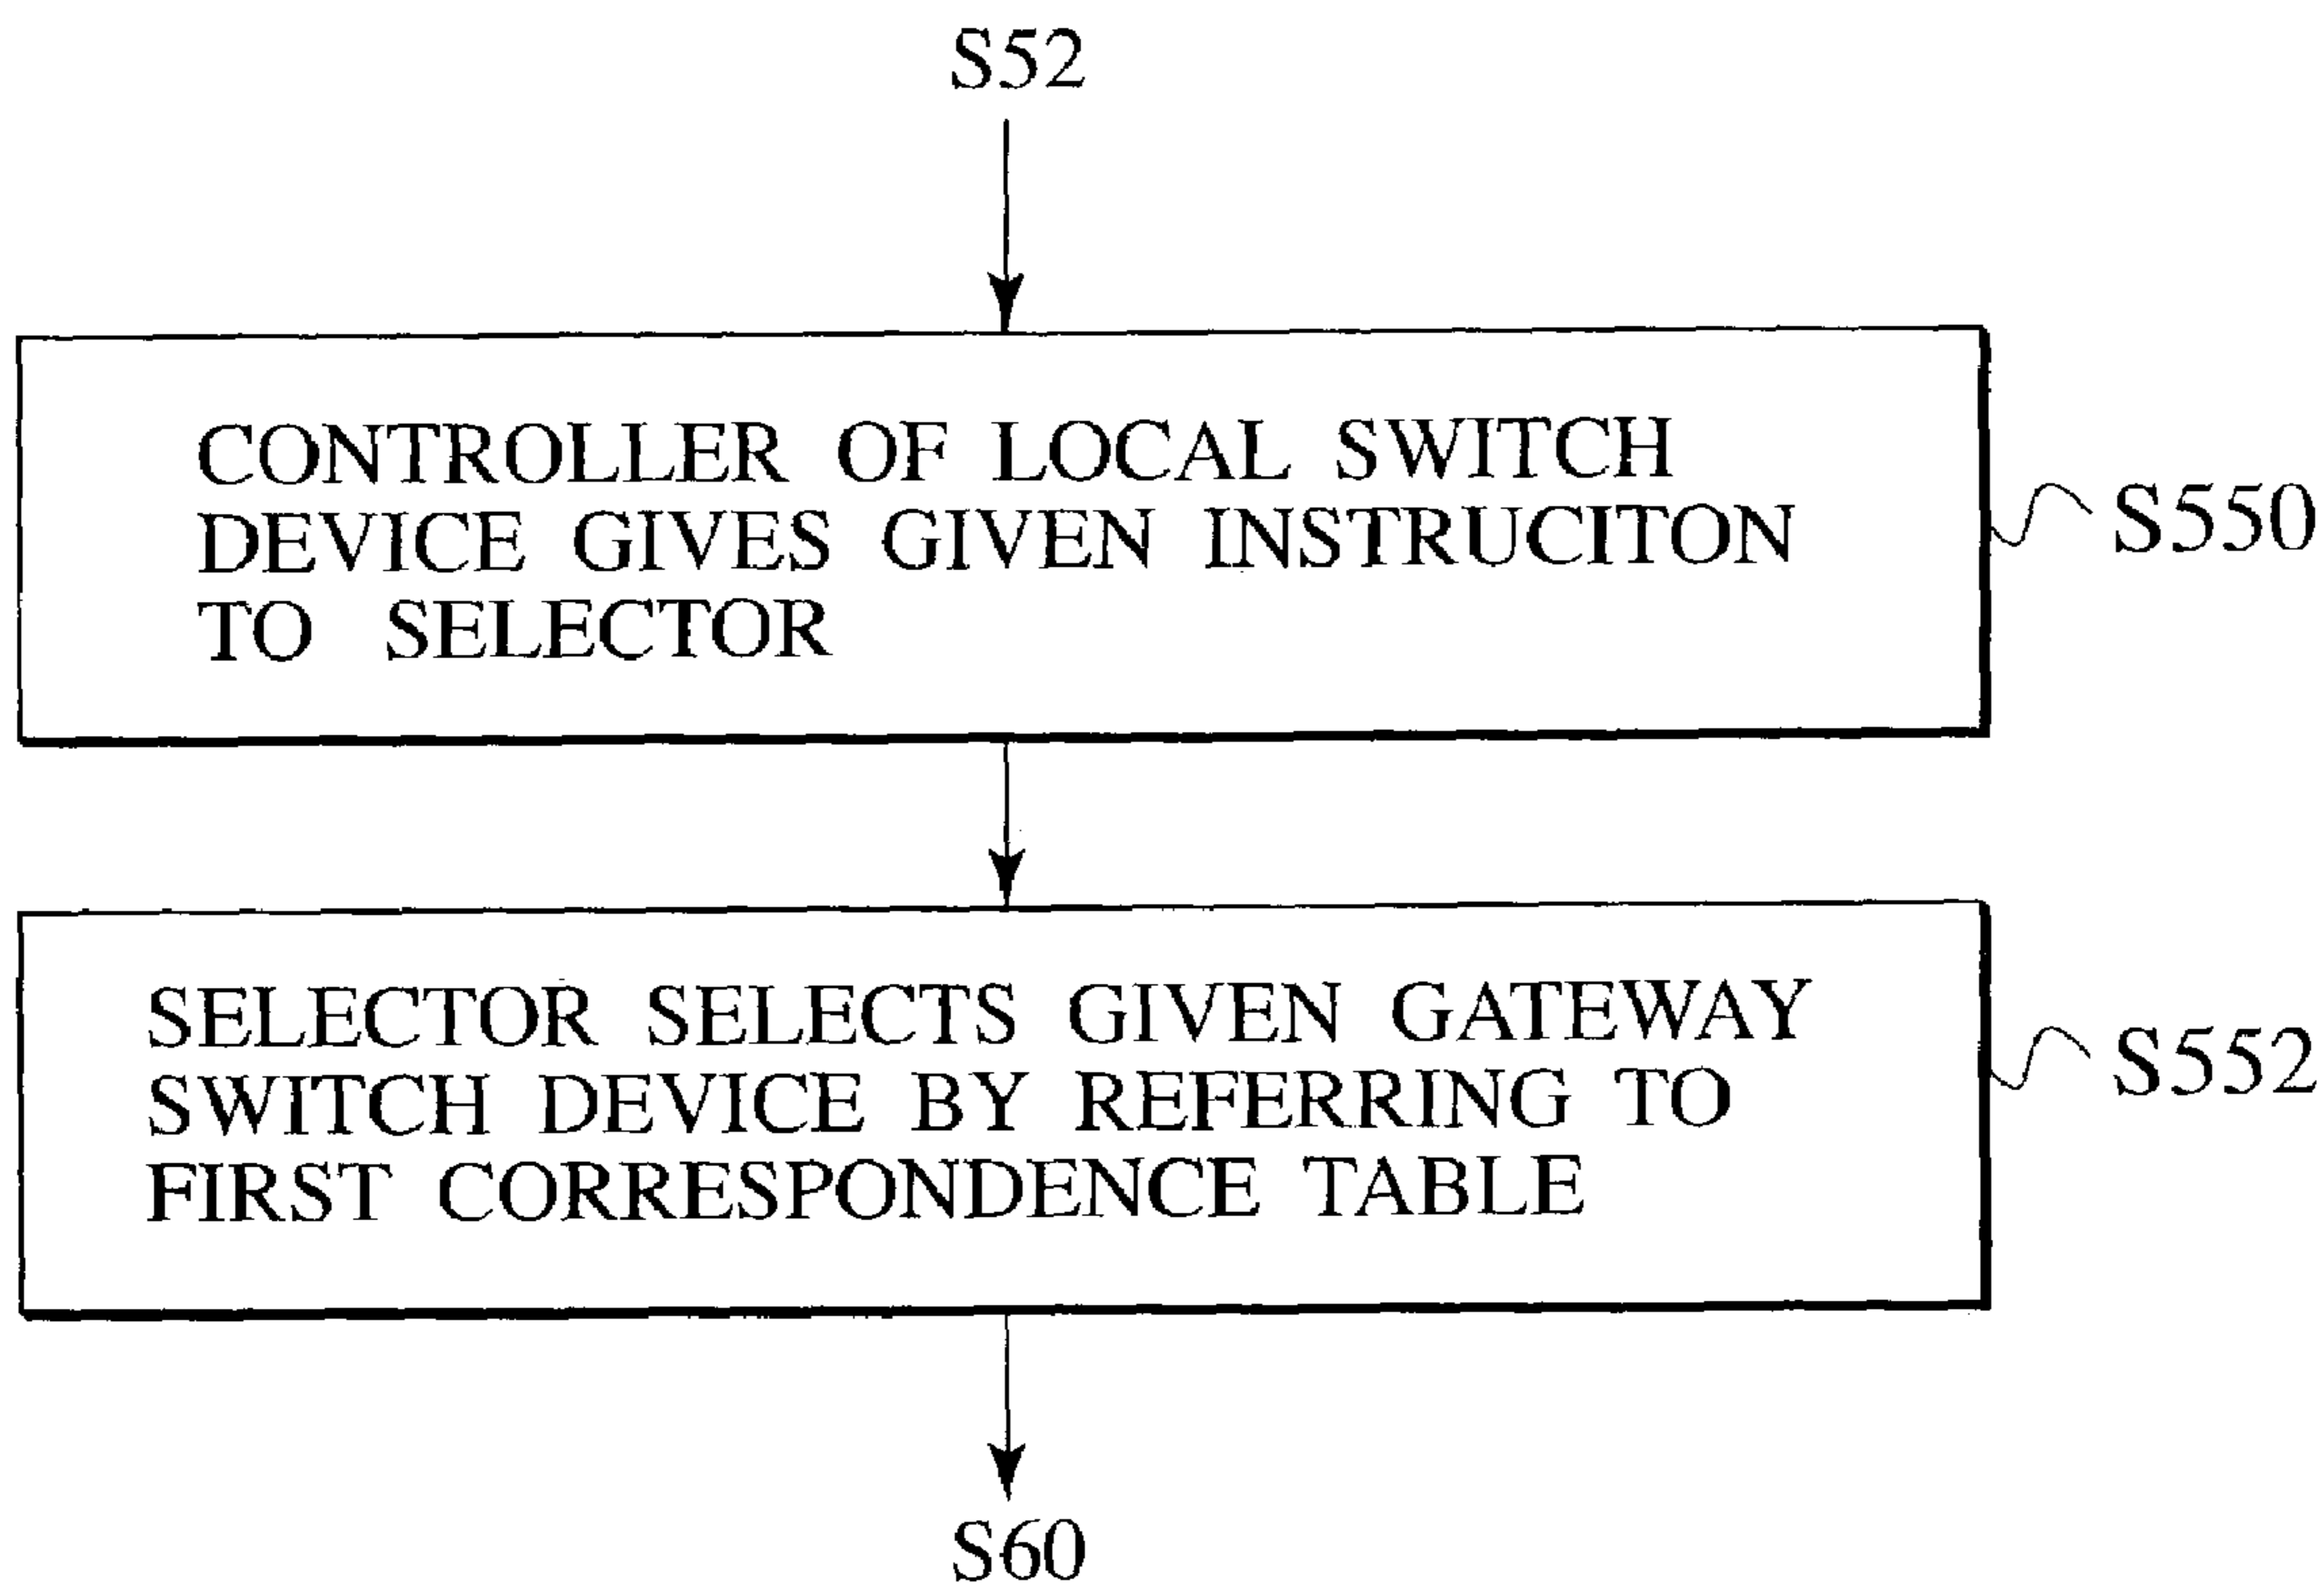 S52
CONTROLLER OF LOCAL SWITCH
DEVICE GIVES GIVEN INSTRUCITON
TO SELECTOR
S550
SELECTOR SELECTS GIVEN GATEWAY
SWITCH DEVICE BY REFERRING TO
FIRST CORRESPONDENCE TABLE
S552
S60